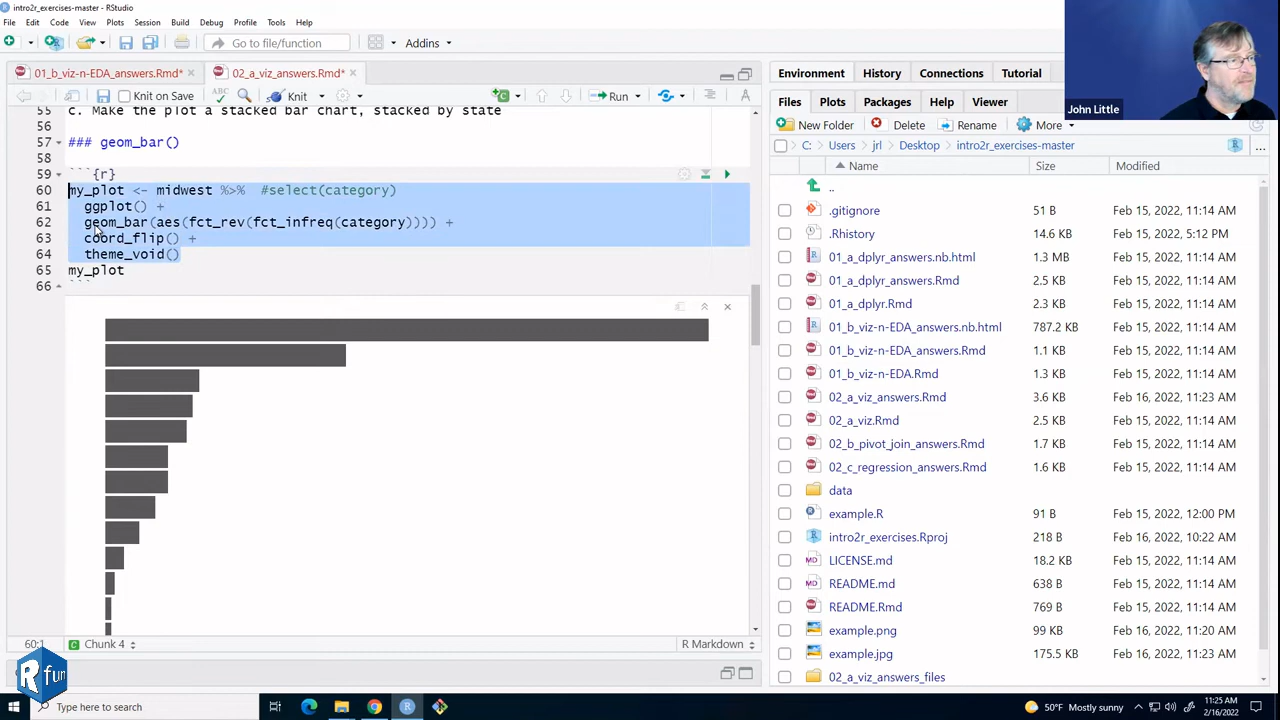 intro2r_exercises-master - RStudio
File Edit Code View Plots Session Build Debug Profile Tools Help
Go to file/function
Addins
01_b_viz-n-EDA_answers.Rmd*
02_a_viz_answers.Rmd*
Knit on Save
Knit
Run
55 c. Make the plot a stacked bar chart, stacked by state
56
57 ### geom_bar()
58
59 ```{r}
60 my_plot <- midwest %>% #select(category)
61 ggplot() +
62 geom_bar(aes(fct_rev(fct_infreq(category)))) +
63 coord_flip() +
64 theme_void()
65 my_plot
66 ```
60:1 Chunk 4 R Markdown
Environment History Connections Tutorial
Files Plots Packages Help Viewer
New Folder Delete Rename More
C: Users jrl Desktop intro2r_exercises-master
Name Size Modified
..
.gitignore 51 B Feb 15, 2022, 11:14 AM
.Rhistory 14.6 KB Feb 15, 2022, 5:12 PM
01_a_dplyr_answers.nb.html 1.3 MB Feb 15, 2022, 11:14 AM
01_a_dplyr_answers.Rmd 2.5 KB Feb 15, 2022, 11:14 AM
01_a_dplyr.Rmd 2.3 KB Feb 15, 2022, 11:14 AM
01_b_viz-n-EDA_answers.nb.html 787.2 KB Feb 15, 2022, 11:14 AM
01_b_viz-n-EDA_answers.Rmd 1.1 KB Feb 15, 2022, 11:14 AM
01_b_viz-n-EDA.Rmd 1.3 KB Feb 15, 2022, 11:14 AM
02_a_viz_answers.Rmd 3.6 KB Feb 16, 2022, 11:23 AM
02_a_viz.Rmd 2.5 KB Feb 15, 2022, 11:14 AM
02_b_pivot_join_answers.Rmd 1.7 KB Feb 15, 2022, 11:14 AM
02_c_regression_answers.Rmd 1.6 KB Feb 15, 2022, 11:14 AM
data
example.R 91 B Feb 15, 2022, 12:00 PM
intro2r_exercises.Rproj 218 B Feb 16, 2022, 10:22 AM
LICENSE.md 18.2 KB Feb 15, 2022, 11:14 AM
README.md 638 B Feb 15, 2022, 11:14 AM
README.Rmd 769 B Feb 15, 2022, 11:14 AM
example.png 99 KB Feb 16, 2022, 11:20 AM
example.jpg 175.5 KB Feb 16, 2022, 11:23 AM
02_a_viz_answers_files
John Little
Rfun
Type here to search
50°F Mostly sunny
11:25 AM
2/16/2022